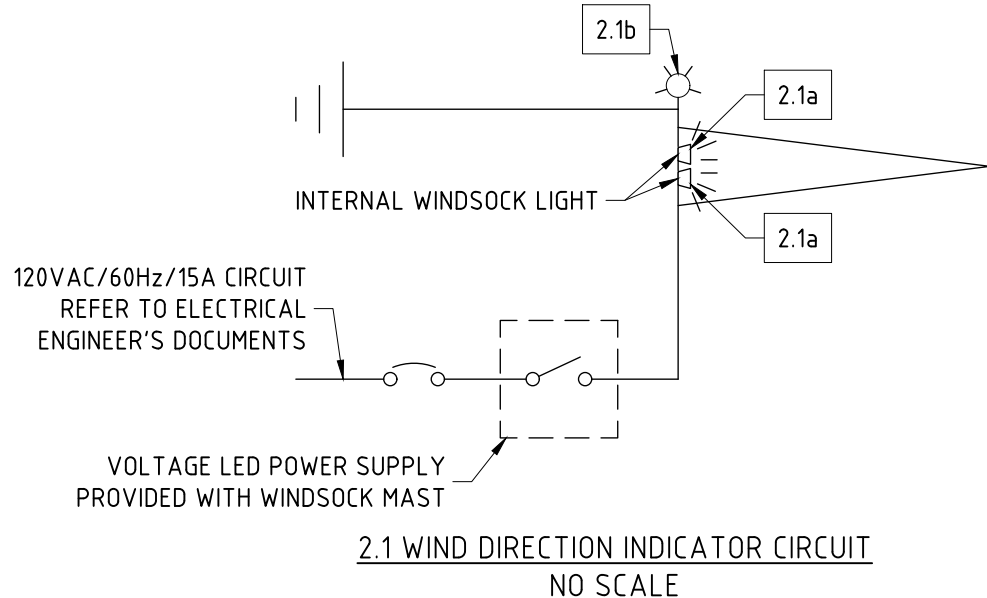 2.1b
2.1a
INTERNAL WINDSOCK LIGHT
2.1a
120VAC/60Hz/15A CIRCUIT
REFER TO ELECTRICAL
ENGINEER'S DOCUMENTS
VOLTAGE LED POWER SUPPLY
PROVIDED WITH WINDSOCK MAST
2.1 WIND DIRECTION INDICATOR CIRCUIT
NO SCALE